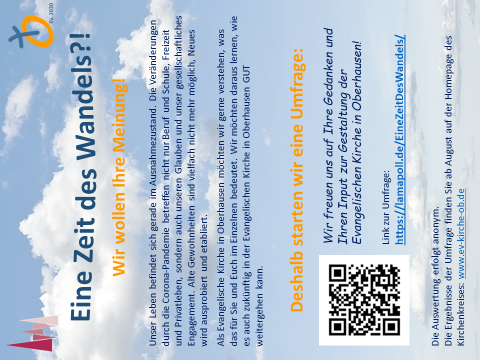 Eine Zeit des Wandels?!
Wir wollen Ihre Meinung!
Unser Leben befindet sich gerade im Ausnahmezustand. Die Veränderungen
durch die Corona-Pandemie betreffen nicht nur Beruf und Schule, Freizeit
und Privatleben, sondern auch unseren Glauben und unser gesellschaftliches
Engagement. Alte Gewohnheiten sind vielfach nicht mehr möglich, Neues
wird ausprobiert und etabliert.
Als Evangelische Kirche in Oberhausen möchten wir gerne verstehen, was
das für Sie und Euch im Einzelnen bedeutet. Wir möchten daraus lernen, wie
es auch zukünftig in der Evangelischen Kirche in Oberhausen GUT
weitergehen kann.
Deshalb starten wir eine Umfrage:
Wir freuen uns auf Ihre Gedanken und
Ihren Input zur Gestaltung der
Evangelischen Kirche in Oberhausen!
Link zur Umfrage:
https://lamapoll.de/EineZeitDesWandels/
Die Auswertung erfolgt anonym.
Die Ergebnisse der Umfrage finden Sie ab August auf der Homepage des
Kirchenkreises: www.ev-kirche-ob.de